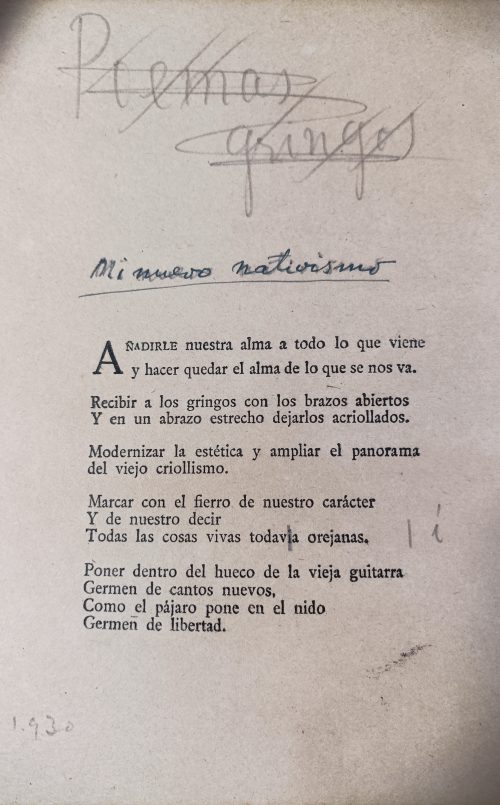 Poemas
gringos
Mi nuevo nativismo
AÑADIRLE nuestra alma a todo lo que viene
y hacer quedar el alma de lo que se nos va.
Recibir a los gringos con los brazos abiertos
Y en un abrazo estrecho dejarlos acriollados.
Modernizar la estética y ampliar el panorama
del viejo criollismo.
Marcar con el fierro de nuestro carácter
Y de nuestro decir
Todas las cosas vivas todavía orejanas. | í
Poner dentro del hueco de la vieja guitarra
Germen de cantos nuevos,
Como el pájaro pone en el nido
Germen de libertad.
1.930